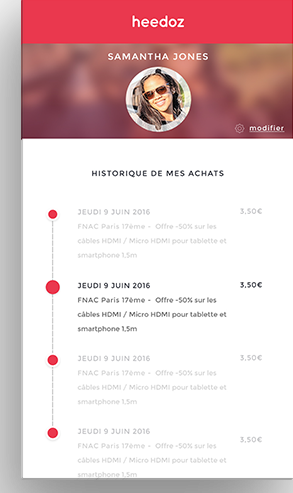 heedoz
SAMANTHA JONES
modifier
HISTORIQUE DE MES ACHATS
JEUDI 9 JUIN 2016 3,50€
FNAC Paris 17ème - Offre -50% sur les
câbles HDMI / Micro HDMI pour tablette et
smartphone 1,5m
JEUDI 9 JUIN 2016 3,50€
FNAC Paris 17ème - Offre -50% sur les
câbles HDMI / Micro HDMI pour tablette et
smartphone 1,5m
JEUDI 9 JUIN 2016 3,50€
FNAC Paris 17ème - Offre -50% sur les
câbles HDMI / Micro HDMI pour tablette et
smartphone 1,5m
JEUDI 9 JUIN 2016 3,50€
FNAC Paris 17ème - Offre -50% sur les
câbles HDMI / Micro HDMI pour tablette et
smartphone 1,5m